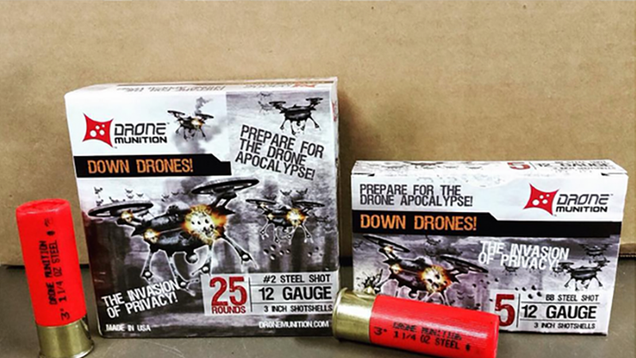 DRONE
MUNITION
DOWN DRONES!
PREPARE FOR
THE DRONE
APOCALYPSE!
THE INVASION
OF PRIVACY!
25
ROUNDS
#2 STEEL SHOT
12 GAUGE
3 INCH SHOTSHELLS
MADE IN USA
DRONEMUNITION.COM
DRONE MUNITION
3" 1 1/4 OZ STEEL
5
12 GAUGE
PREPARE FOR THE
DRONE APOCALYPSE!
DRONE
MUNITION
DOWN DRONES!
THE INVASION
OF PRIVACY!
5
BB STEEL SHOT
12 GAUGE
3 INCH SHOTSHELLS
DRONE
3" 1 1/4 OZ STEEL